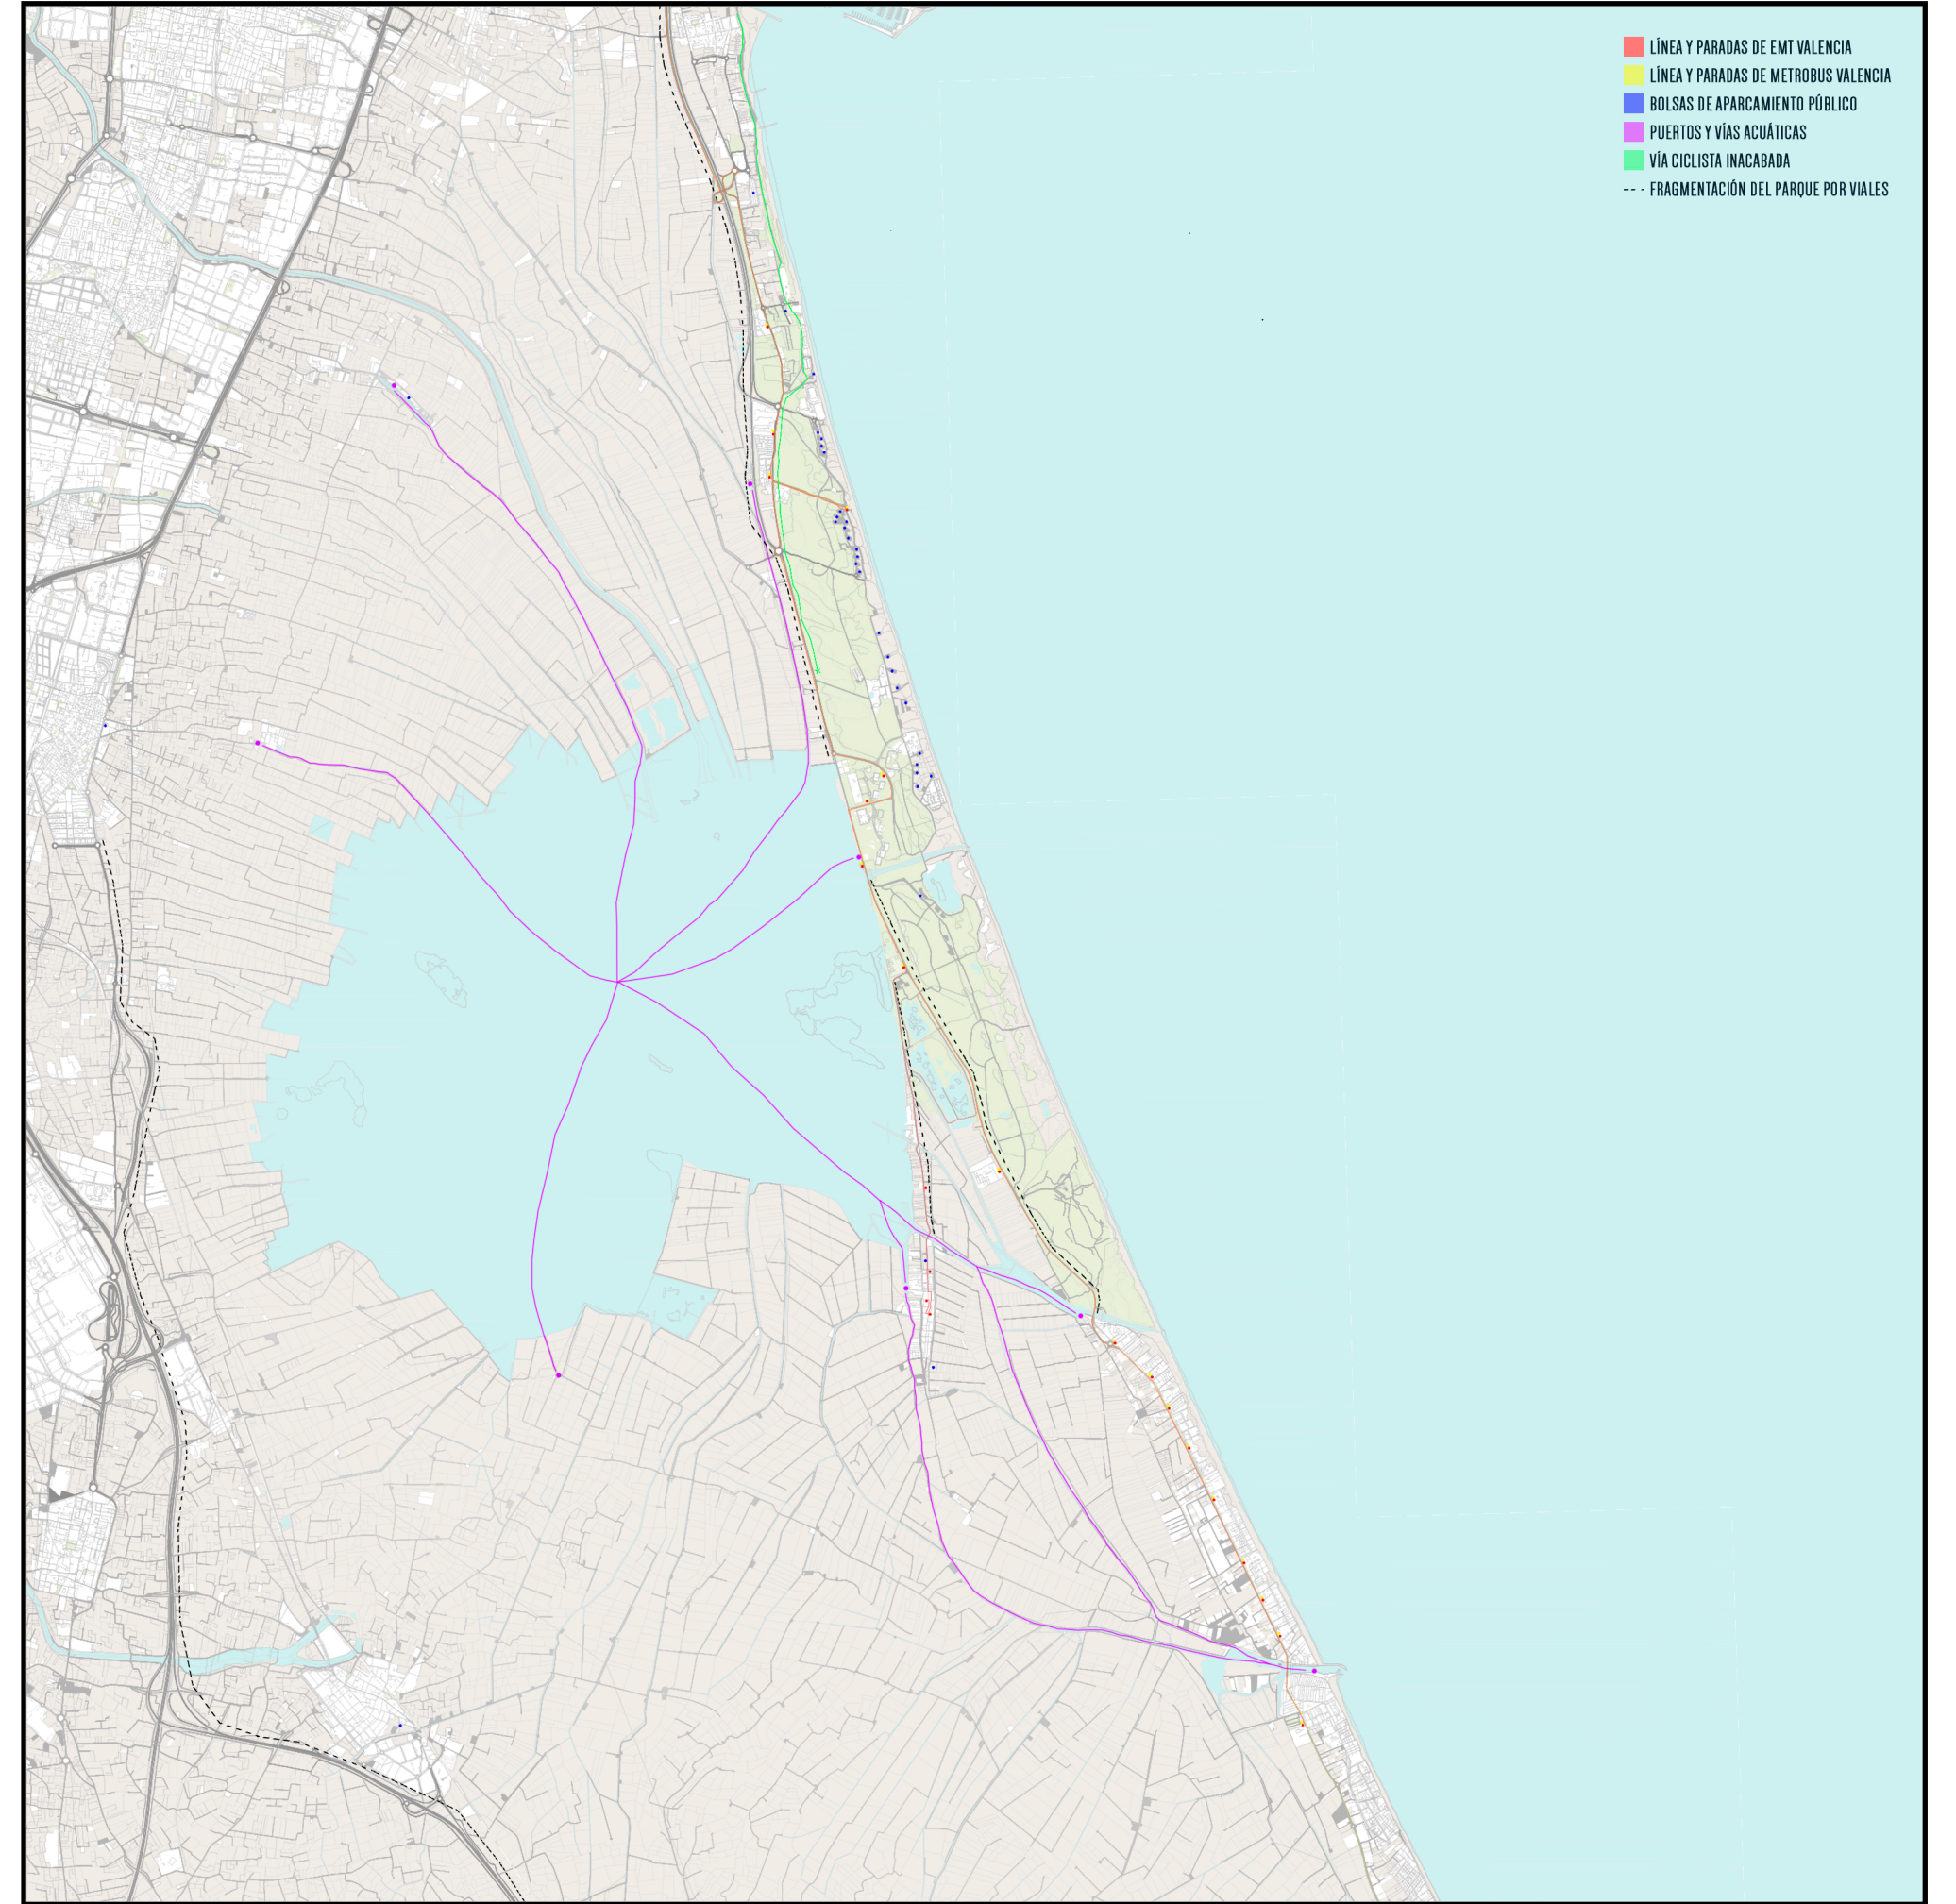 LÍNEA Y PARADAS DE EMT VALENCIA
LÍNEA Y PARADAS DE METROBUS VALENCIA
BOLSAS DE APARCAMIENTO PÚBLICO
PUERTOS Y VÍAS ACUÁTICAS
VÍA CICLISTA INACABADA
FRAGMENTACIÓN DEL PARQUE POR VIALES